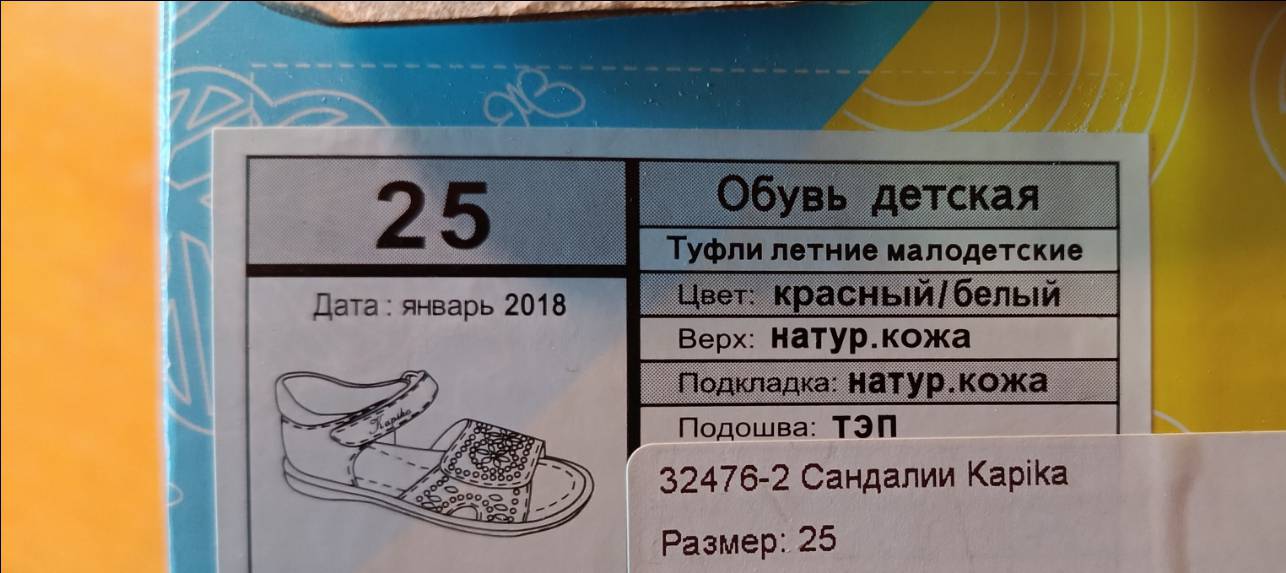 25
Дата : январь 2018
Kapika
Обувь детская
Туфли летние малодетские
Цвет: красный/белый
Верх: натур.кожа
Подкладка: натур.кожа
Подошва: ТЭП
32476-2 Сандалии Kapika
Размер: 25